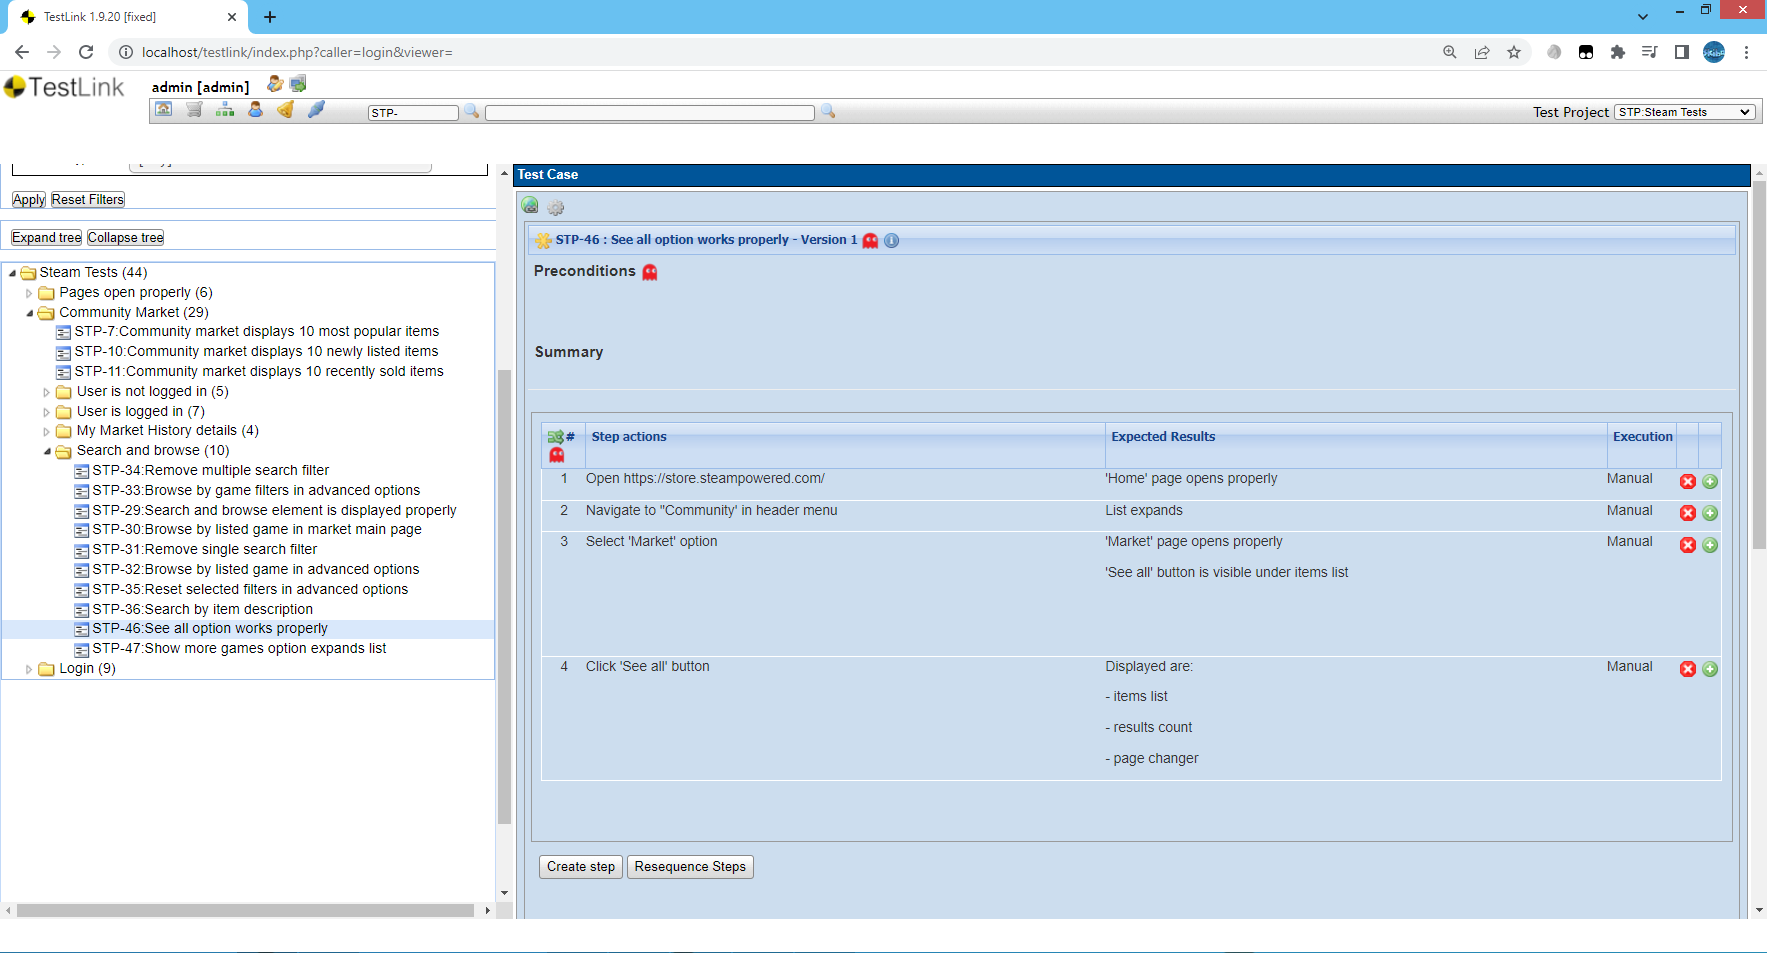 TestLink 1.9.20 [fixed]
localhost/testlink/index.php?caller=login&viewer=
TestLink
admin [admin]
STP-
Test Project
STP:Steam Tests
Apply
Reset Filters
Expand tree
Collapse tree
Steam Tests (44)
Pages open properly (6)
Community Market (29)
STP-7:Community market displays 10 most popular items
STP-10:Community market displays 10 newly listed items
STP-11:Community market displays 10 recently sold items
User is not logged in (5)
User is logged in (7)
My Market History details (4)
Search and browse (10)
STP-34:Remove multiple search filter
STP-33:Browse by game filters in advanced options
STP-29:Search and browse element is displayed properly
STP-30:Browse by listed game in market main page
STP-31:Remove single search filter
STP-32:Browse by listed game in advanced options
STP-35:Reset selected filters in advanced options
STP-36:Search by item description
STP-46:See all option works properly
STP-47:Show more games option expands list
Login (9)
Test Case
STP-46 : See all option works properly - Version 1
Preconditions
Summary
# Step actions Expected Results Execution
1 Open https://store.steampowered.com/ 'Home' page opens properly Manual
2 Navigate to "Community' in header menu List expands Manual
3 Select 'Market' option 'Market' page opens properly Manual
'See all' button is visible under items list
4 Click 'See all' button Displayed are: Manual
- items list
- results count
- page changer
Create step
Resequence Steps